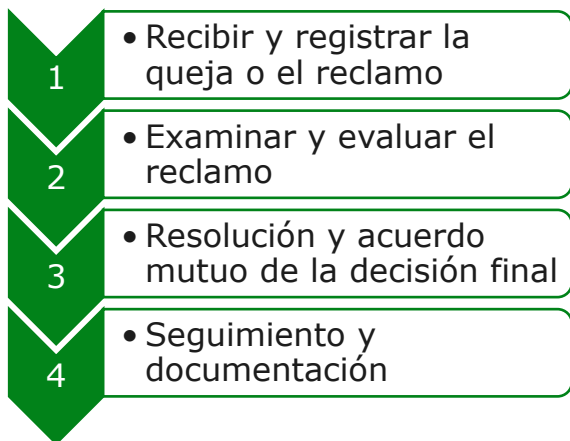 1
• Recibir y registrar la
queja o el reclamo
2
• Examinar y evaluar el
reclamo
3
• Resolución y acuerdo
mutuo de la decisión final
4
• Seguimiento y
documentación